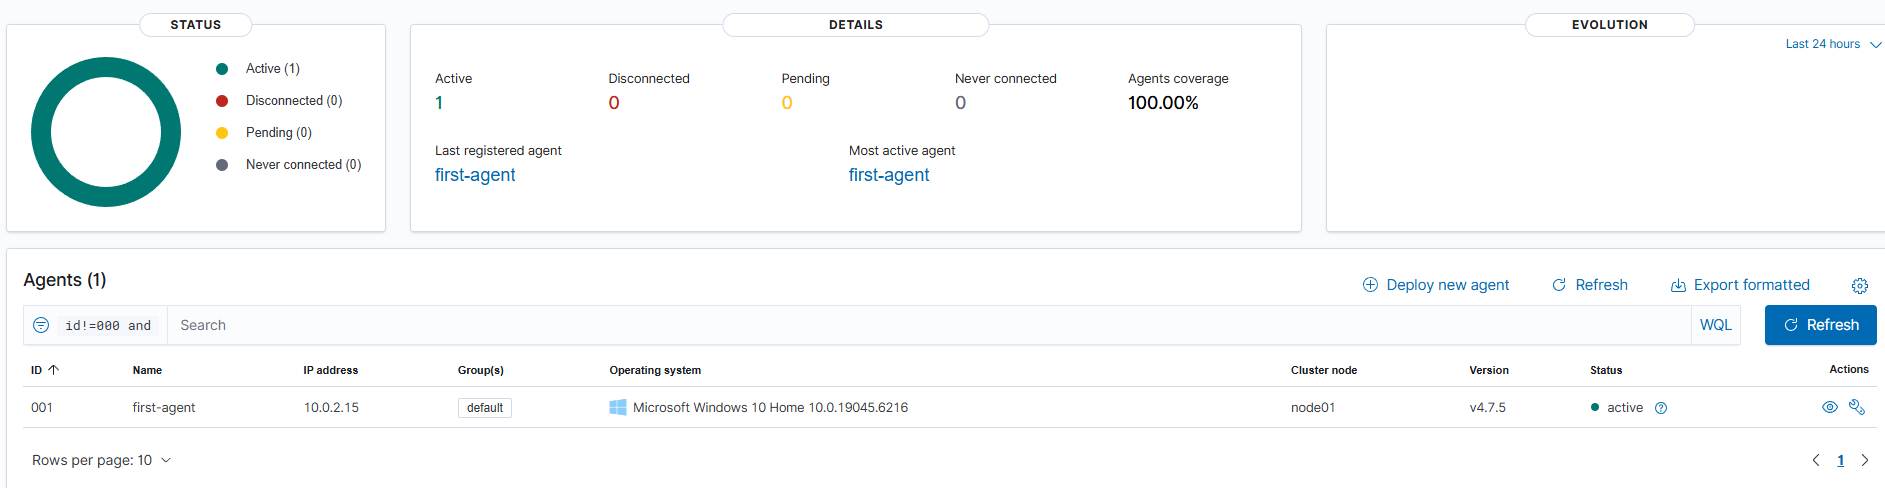 STATUS
DETAILS
EVOLUTION
Last 24 hours
Active (1)
Disconnected (0)
Pending (0)
Never connected (0)
Active Disconnected Pending Never connected Agents coverage
1 0 0 0 100.00%
Last registered agent Most active agent
first-agent first-agent
Agents (1)
Deploy new agent Refresh Export formatted
id!=000 and Search WQL Refresh
ID Name IP address Group(s) Operating system Cluster node Version Status Actions
001 first-agent 10.0.2.15 default Microsoft Windows 10 Home 10.0.19045.6216 node01 v4.7.5 active ?
Rows per page: 10 1